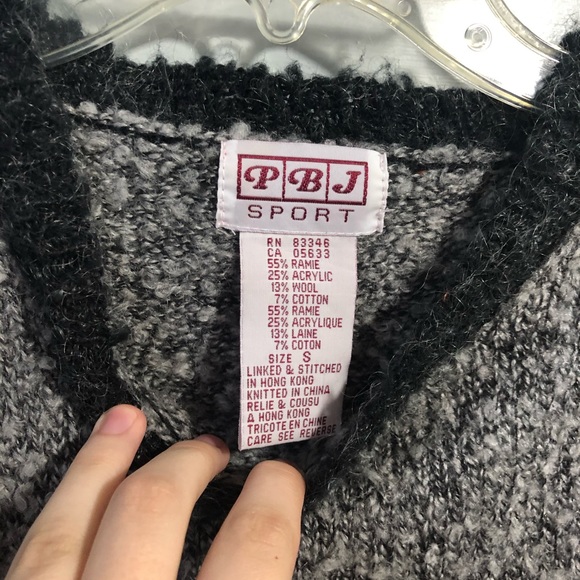 PBJ
SPORT
RN 83346
CA 05633
55% RAMIE
25% ACRYLIC
13% WOOL
7% COTTON
55% RAMIE
25% ACRYLIQUE
13% LAINE
7% COTON
SIZE S
LINKED & STITCHED
IN HONG KONG
KNITTED IN CHINA
RELIE & COUSU
A HONG KONG
TRICOTE EN CHINE
CARE SEE REVERSE